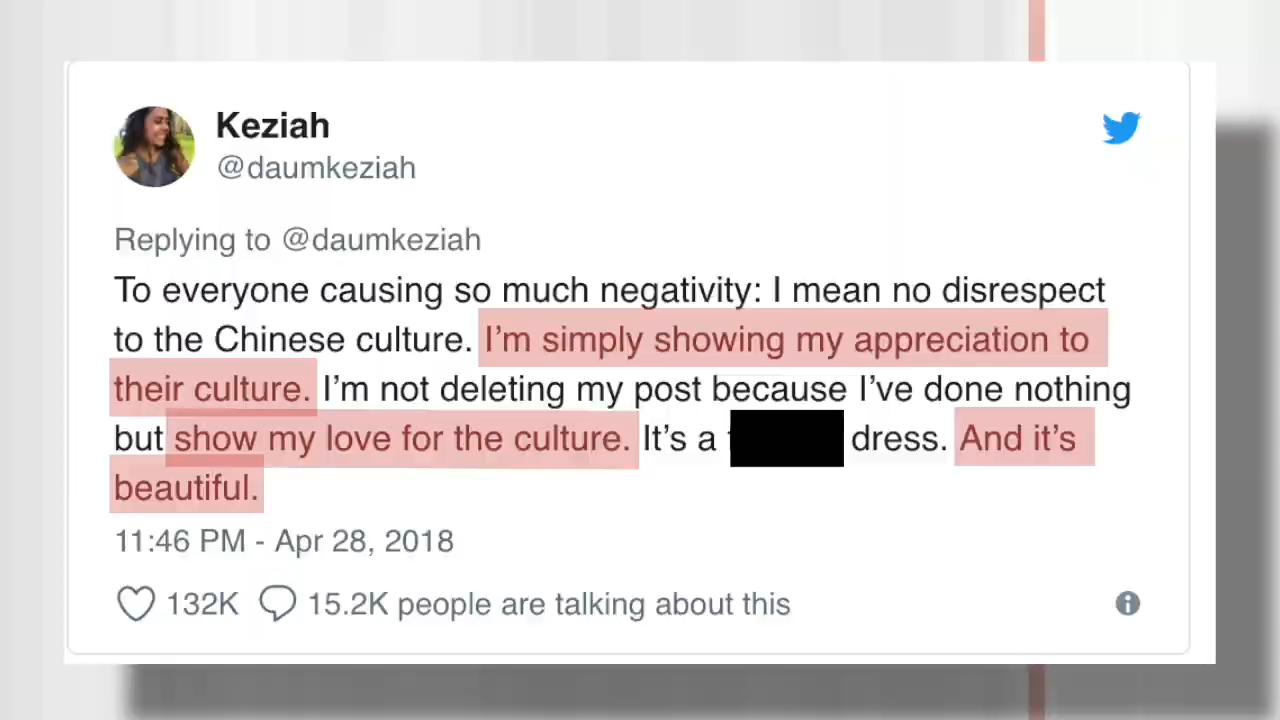 Keziah
@daumkeziah
Replying to @daumkeziah
To everyone causing so much negativity: I mean no disrespect
to the Chinese culture. I’m simply showing my appreciation to
their culture. I’m not deleting my post because I’ve done nothing
but show my love for the culture. It’s a dress. And it’s
beautiful.
11:46 PM - Apr 28, 2018
132K 15.2K people are talking about this